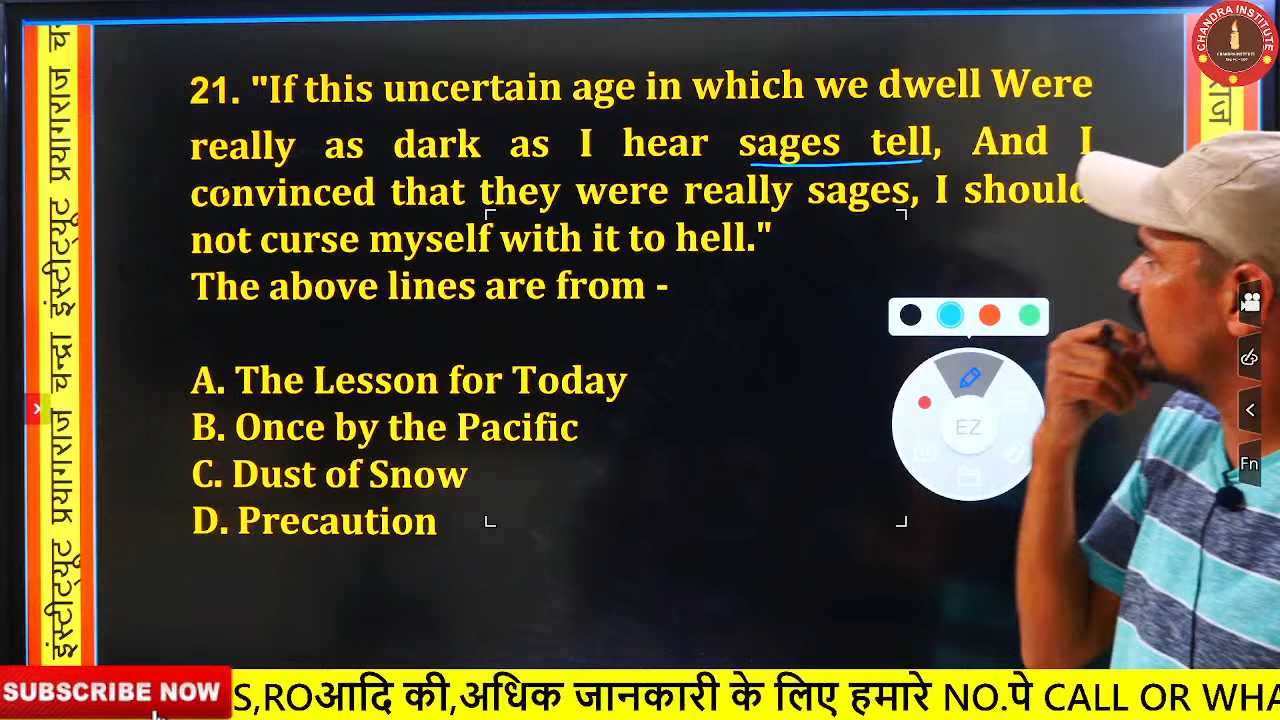 21. "If this uncertain age in which we dwell Were
really as dark as I hear sages tell, And I
convinced that they were really sages, I should
not curse myself with it to hell."
The above lines are from -
A. The Lesson for Today
B. Once by the Pacific
C. Dust of Snow
D. Precaution
EZ
Fn
CHANDRA INSTITUTE
इंस्टीट्यूट प्रयागराज चन्द्रा इंस्टीट्यूट प्रयागराज
SUBSCRIBE NOW
S,ROआदि की,अधिक जानकारी के लिए हमारे NO.पे CALL OR WHA